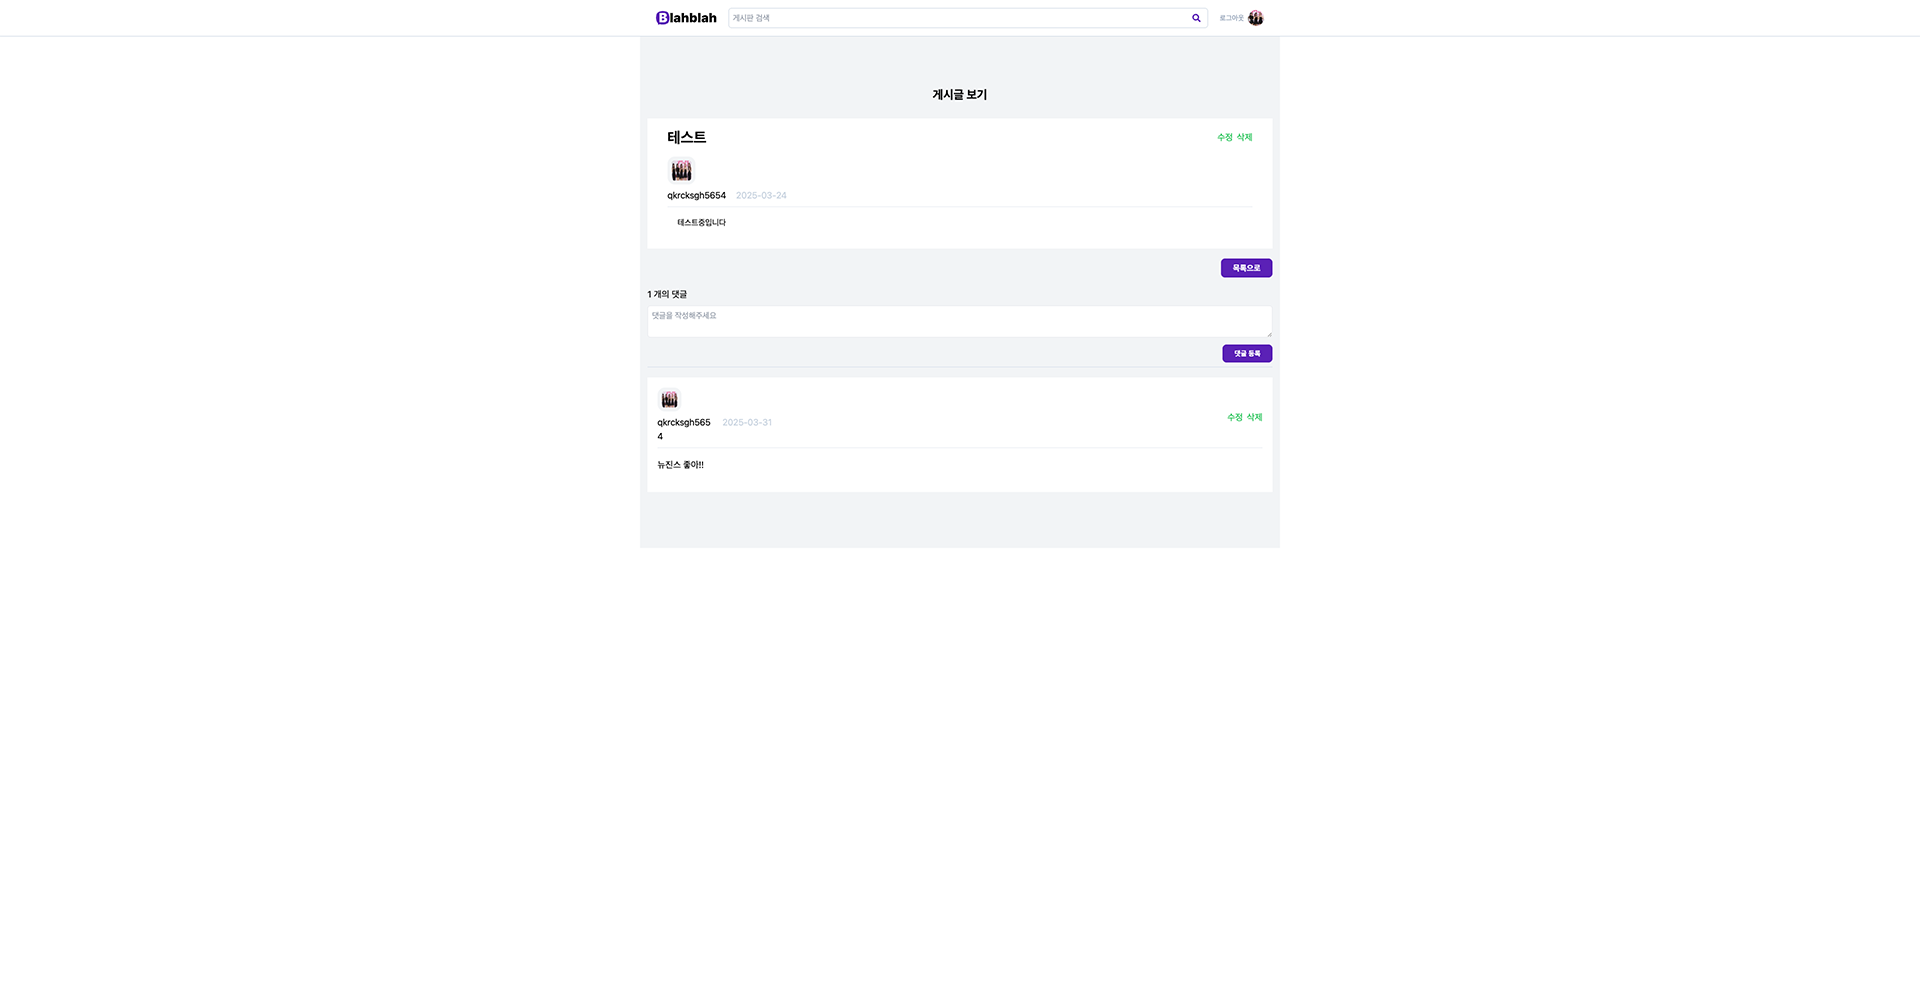 Blahblah
게시판 검색
로그아웃
게시글 보기
테스트
수정 삭제
qkrcksgh5654 2025-03-24
테스트중입니다
목록으로
1 개의 댓글
댓글을 작성해주세요
댓글 등록
qkrcksgh565
4
2025-03-31
수정 삭제
뉴진스 좋아!!